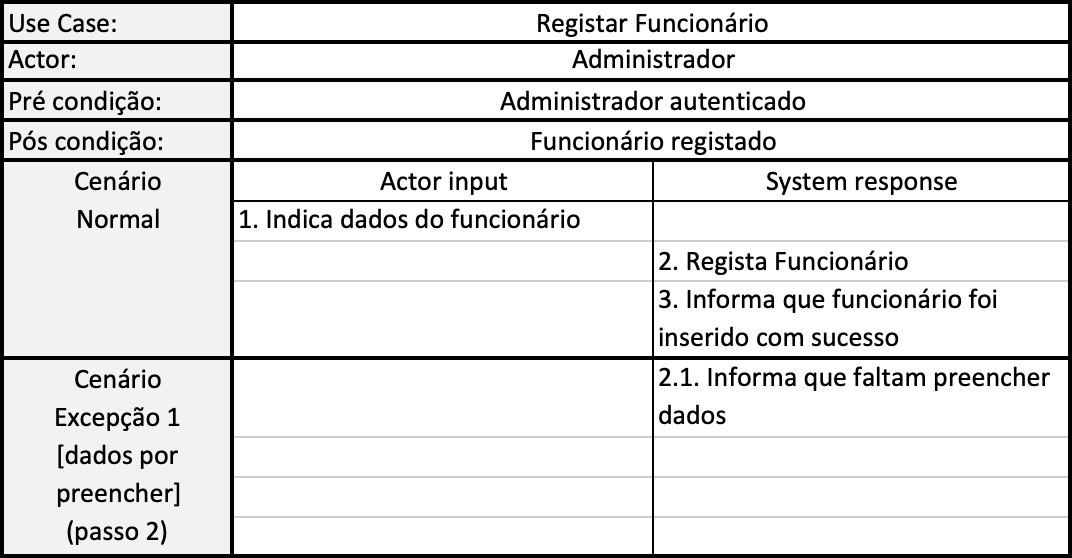 Use Case:
Registar Funcionário
Actor:
Administrador
Pré condição:
Administrador autenticado
Pós condição:
Funcionário registado
Cenário
Normal
Actor input
System response
1. Indica dados do funcionário
2. Regista Funcionário
3. Informa que funcionário foi
inserido com sucesso
Cenário
Excepção 1
[dados por
preencher]
(passo 2)
2.1. Informa que faltam preencher
dados